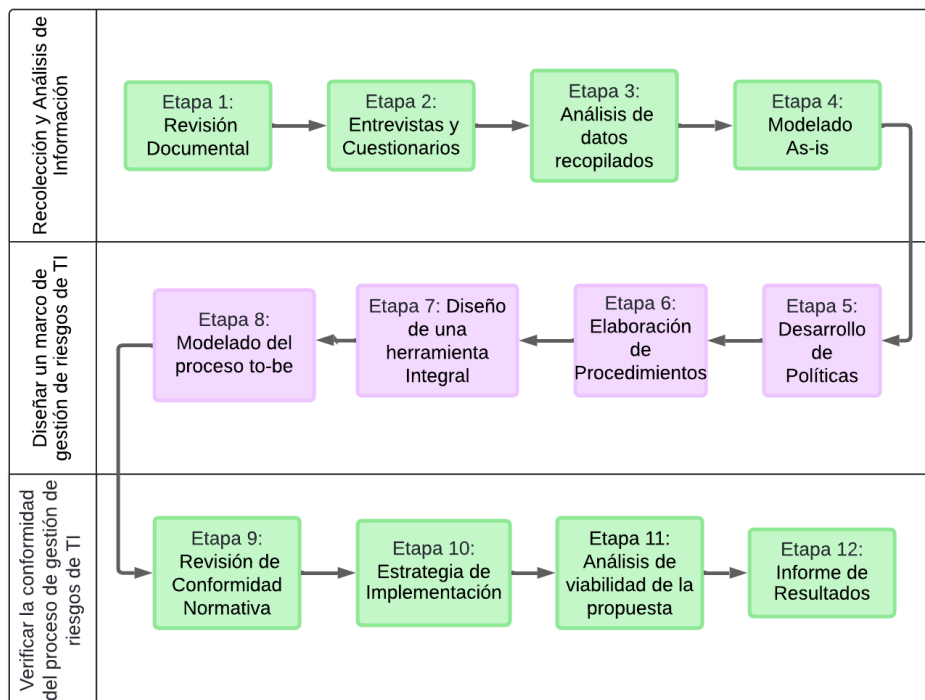 Recolección y Análisis de
Información
Etapa 1:
Revisión
Documental
Etapa 2:
Entrevistas y
Cuestionarios
Etapa 3:
Análisis de
datos
recopilados
Etapa 4:
Modelado
As-is
Diseñar un marco de
gestión de riesgos de TI
Etapa 8:
Modelado del
proceso to-be
Etapa 7: Diseño
de una
herramienta
Integral
Etapa 6:
Elaboración
de
Procedimientos
Etapa 5:
Desarrollo
de
Políticas
Verificar la conformidad
del proceso de gestión de
riesgos de TI
Etapa 9:
Revisión de
Conformidad
Normativa
Etapa 10:
Estrategia de
Implementación
Etapa 11:
Análisis de
viabilidad de la
propuesta
Etapa 12:
Informe de
Resultados